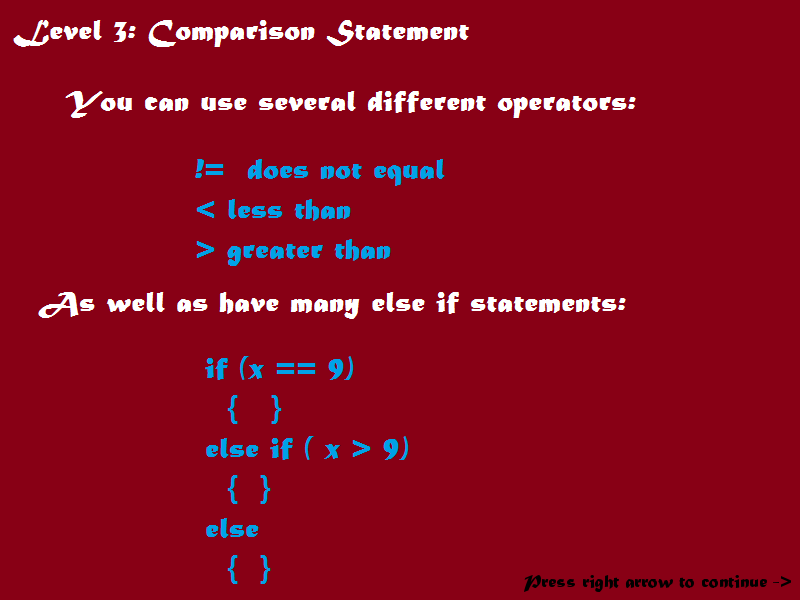 Level 3: Comparison Statement
You can use several different operators:
!= does not equal
< less than
> greater than
As well as have many else if statements:
if (x == 9)
{ }
else if ( x > 9)
{ }
else
{ }
Press right arrow to continue ->